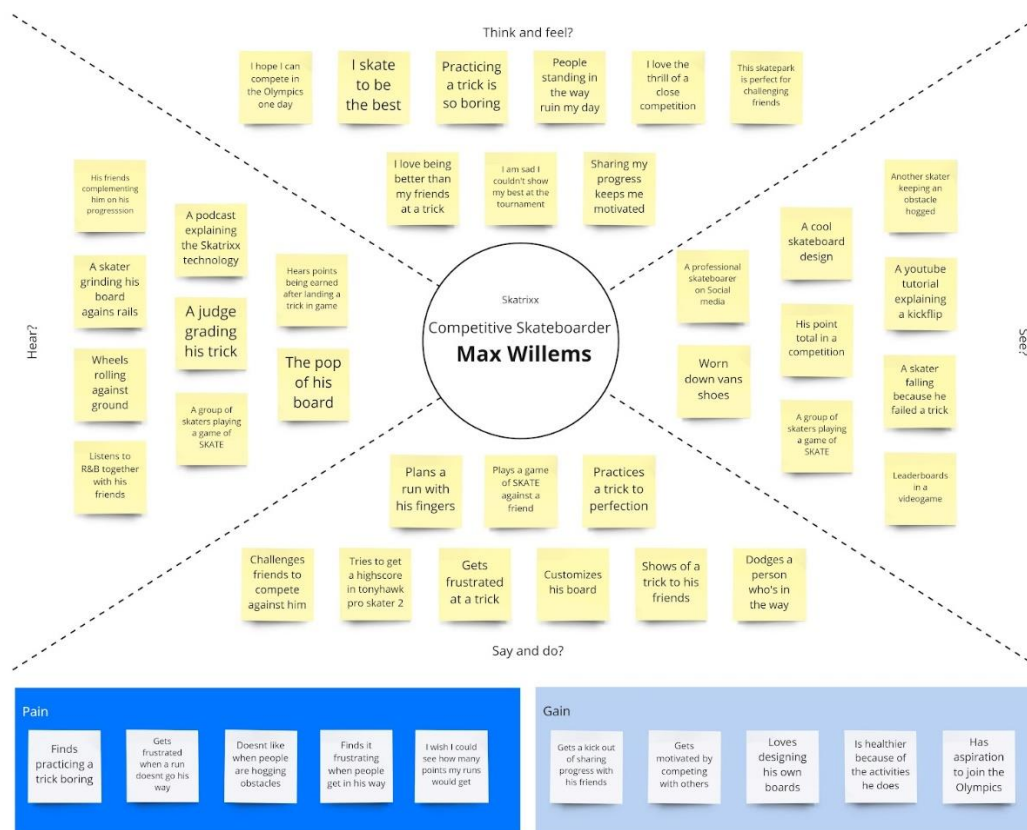 Think and feel?
I hope I can
compete in
the Olympics
one day
I skate
to be
the best
Practicing
a trick is
so boring
People
standing in
the way
ruin my day
I love the
thrill of a
close
competition
This skatepark
is perfect for
challenging
friends
I love being
better than
my friends
at a trick
I am sad I
couldn't show
my best at the
tournament
Sharing my
progress
keeps me
motivated
Hear?
His friends
complementing
him on his
progresssion
A podcast
explaining
the Skatrixx
technology
A skater
grinding his
board
agains rails
Hears points
being earned
after landing a
trick in game
A judge
grading
his trick
Wheels
rolling
against
ground
The pop
of his
board
A group of
skaters playing
a game of
SKATE
Listens to
R&B together
with his
friends
Skatrixx
Competitive Skateboarder
Max Willems
See?
Another skater
keeping an
obstacle
hogged
A cool
skateboard
design
A professional
skateboarer
on Social
media
A youtube
tutorial
explaining
a kickflip
His point
total in a
competition
Worn
down vans
shoes
A skater
falling
because he
failed a trick
A group of
skaters playing
a game of
SKATE
Leaderboards
in a
videogame
Plans a
run with
his fingers
Plays a game
of SKATE
against a
friend
Practices
a trick to
perfection
Challenges
friends to
compete
against him
Tries to get
a highscore
in tonyhawk
pro skater 2
Gets
frustrated
at a trick
Customizes
his board
Shows of a
trick to his
friends
Dodges a
person
who's in
the way
Say and do?
Pain
Finds
practicing a
trick boring
Gets
frustrated
when a run
doesnt go his
way
Doesnt like
when people
are hogging
obstacles
Finds it
frustrating
when people
get in his way
I wish I could
see how many
points my runs
would get
Gain
Gets a kick out
of sharing
progress with
his friends
Gets
motivated by
competing
with others
Loves
designing
his own
boards
Is healthier
because of
the activities
he does
Has
aspiration
to join the
Olympics